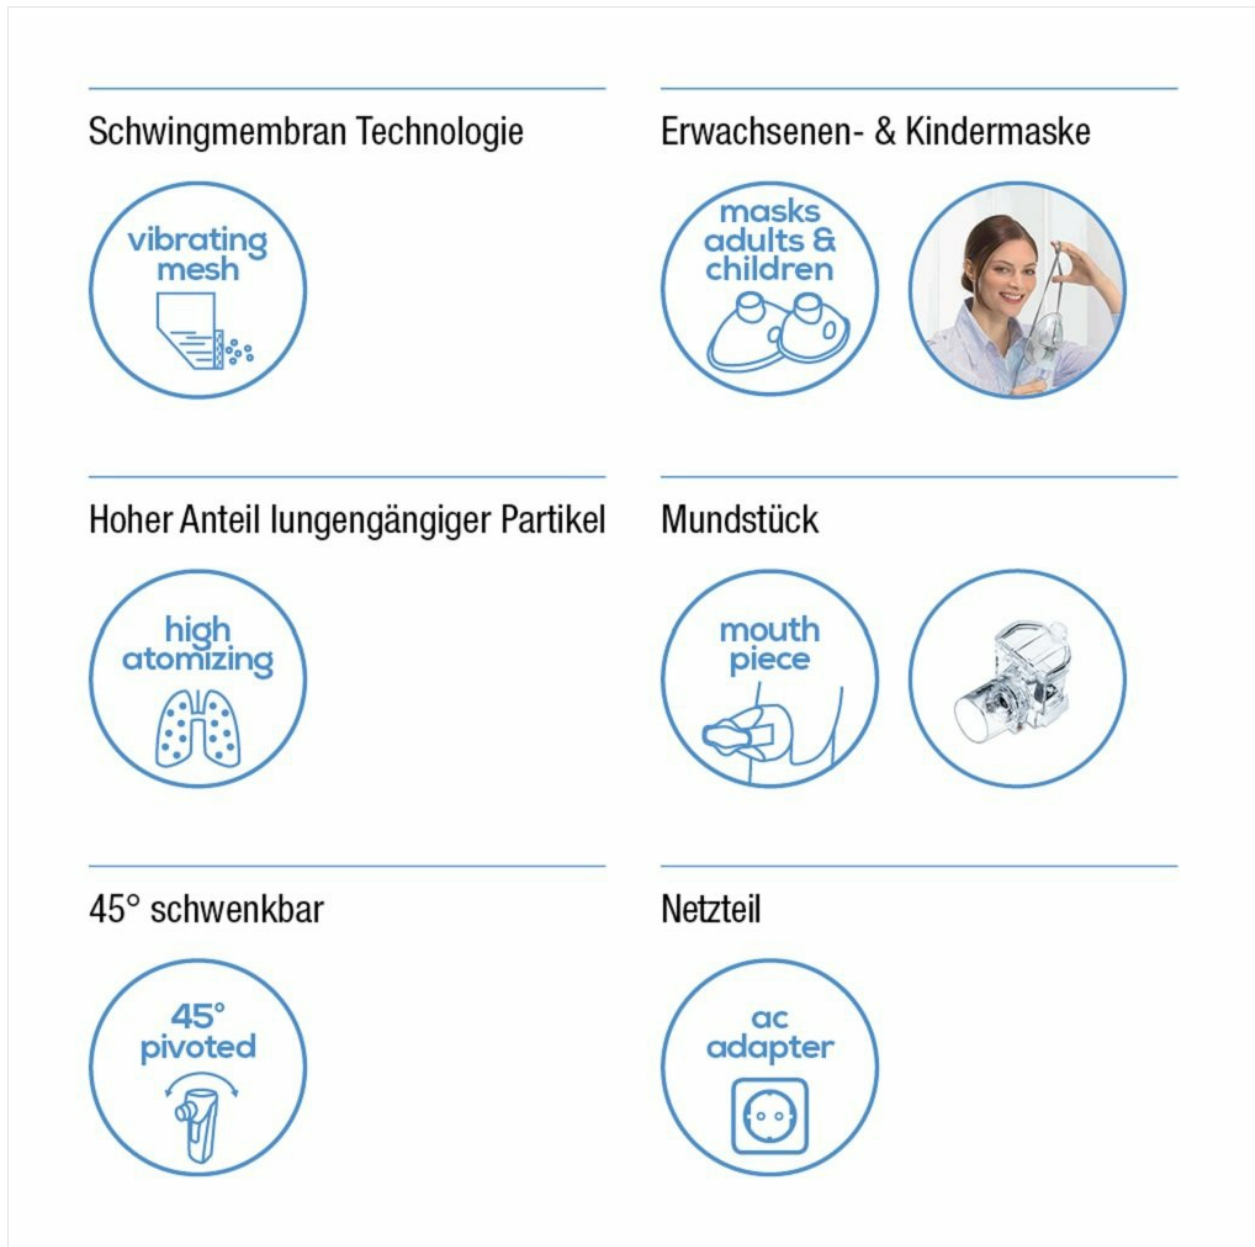 Schwingmembran Technologie
vibrating
mesh
Erwachsenen- & Kindermaske
masks
adults &
children
Hoher Anteil lungengängiger Partikel
high
atomizing
Mundstück
mouth
piece
45° schwenkbar
45°
pivoted
Netzteil
ac
adapter